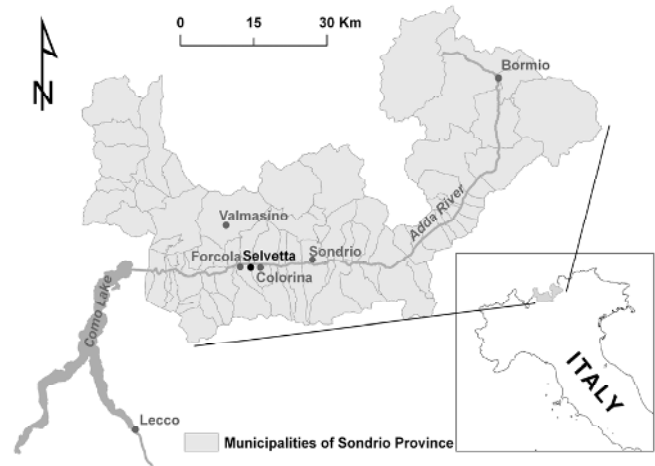 0 15 30 Km
N
Bormio
Adda River
Valmasino
Forcola Selvetta Sondrio
Colorina
Como Lake
ITALY
Lecco
Municipalities of Sondrio Province